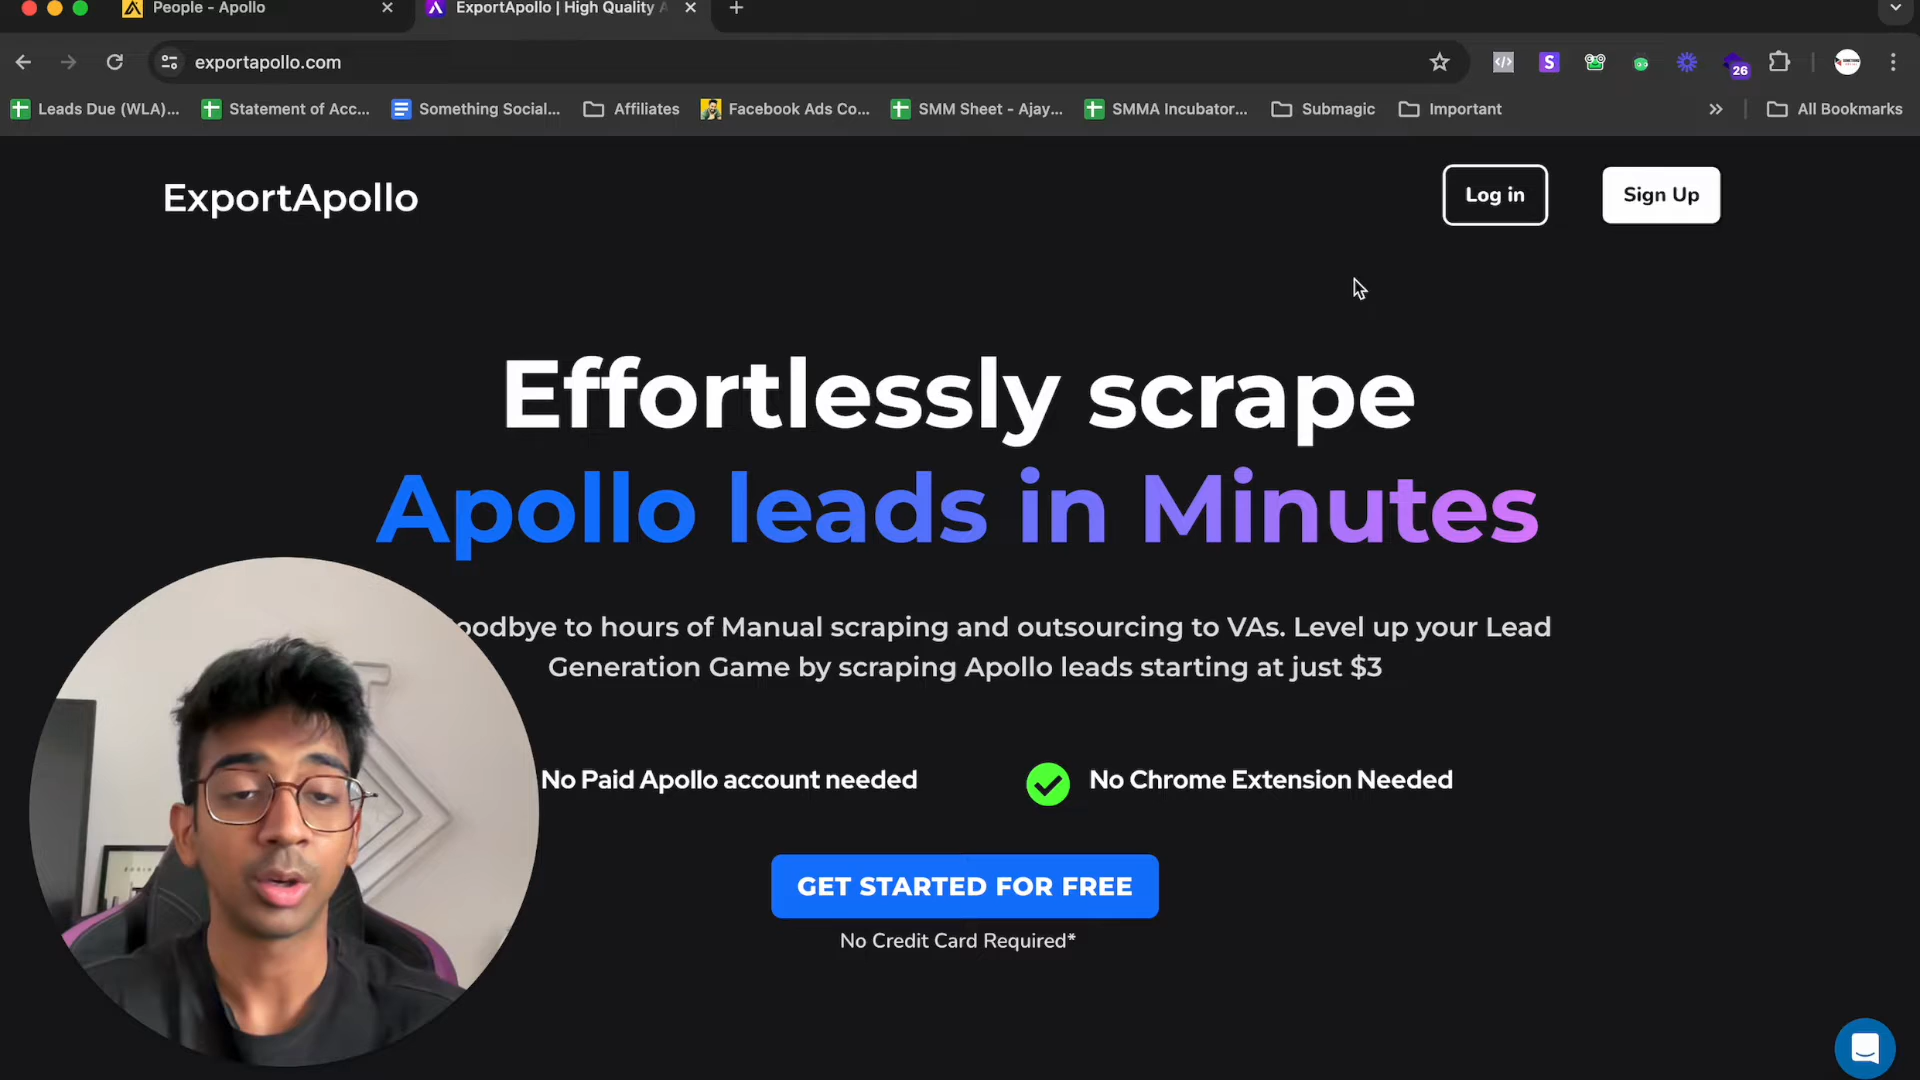 People - Apollo
ExportApollo | High Quality A
exportapollo.com
26
Leads Due (WLA)...
Statement of Acc...
Something Social...
Affiliates
Facebook Ads Co...
SMM Sheet - Ajay...
SMMA Incubator...
Submagic
Important
All Bookmarks
ExportApollo
Log in
Sign Up
Effortlessly scrape
Apollo leads in Minutes
oodbye to hours of Manual scraping and outsourcing to VAs. Level up your Lead
Generation Game by scraping Apollo leads starting at just $3
No Paid Apollo account needed
No Chrome Extension Needed
GET STARTED FOR FREE
No Credit Card Required*